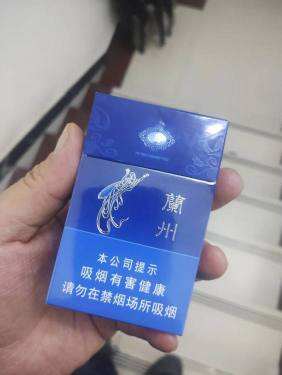 蘭
州
本公司提示
吸烟有害健康
请勿在禁烟场所吸烟